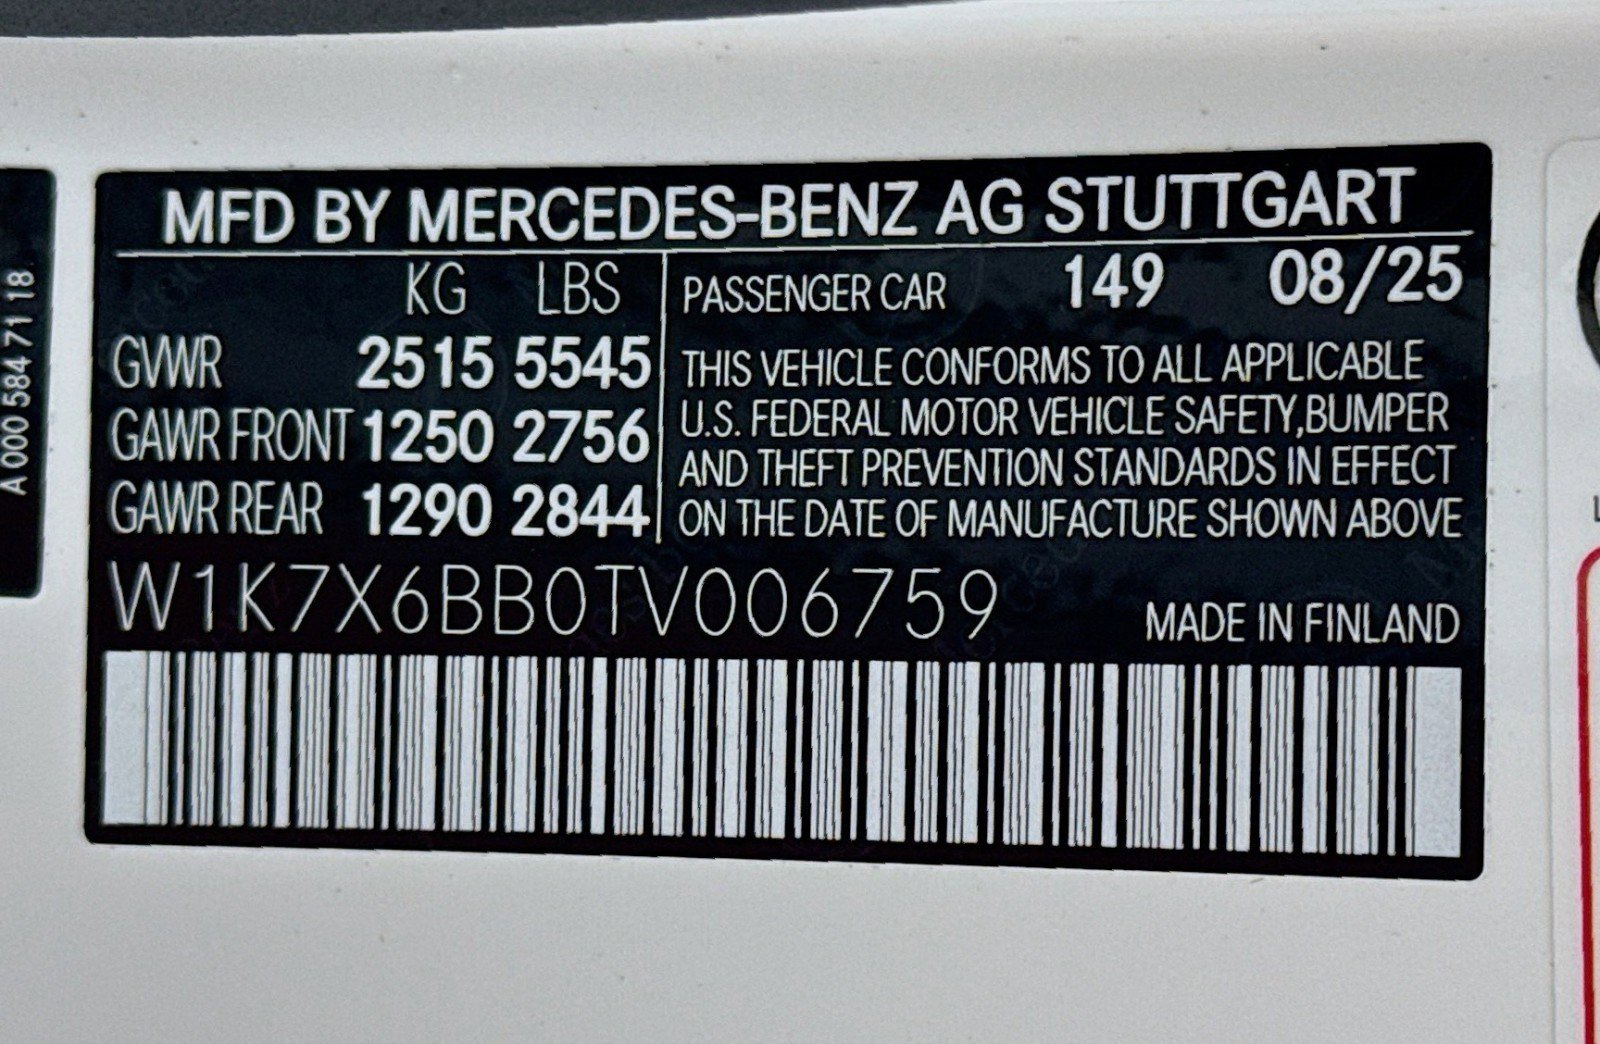 MFD BY MERCEDES-BENZ AG STUTTGART
KG LBS
GVWR 2515 5545
GAWR FRONT 1250 2756
GAWR REAR 1290 2844
PASSENGER CAR 149 08/25
THIS VEHICLE CONFORMS TO ALL APPLICABLE
U.S. FEDERAL MOTOR VEHICLE SAFETY,BUMPER
AND THEFT PREVENTION STANDARDS IN EFFECT
ON THE DATE OF MANUFACTURE SHOWN ABOVE
W1K7X6BB0TV006759
MADE IN FINLAND
A 000 584 71 18